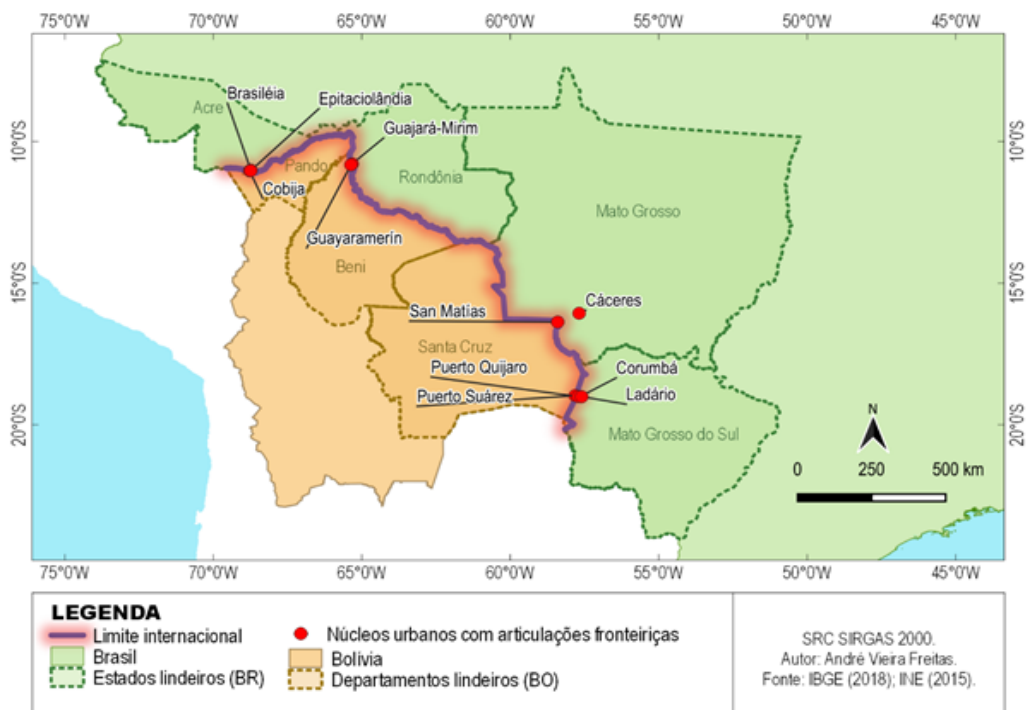 75°0'W 70°0'W 65°0'W 60°0'W 55°0'W 50°0'W 45°0'W
Brasiléia
Epitaciolândia
Acre
Guajará-Mirim
10°0'S
10°0'S
Pando
Rondônia
Cobija
Mato Grosso
Guayaramerín
Beni
15°0'S
15°0'S
Cáceres
San Matías
Santa Cruz
Puerto Quijaro
Corumbá
Puerto Suárez
Ladário
20°0'S
20°0'S
Mato Grosso do Sul
N
0 250 500 km
75°0'W 70°0'W 65°0'W 60°0'W 55°0'W 50°0'W 45°0'W
LEGENDA
Limite internacional
Núcleos urbanos com articulações fronteiriças
Brasil
Bolívia
Estados lindeiros (BR)
Departamentos lindeiros (BO)
SRC SIRGAS 2000.
Autor: André Vieira Freitas.
Fonte: IBGE (2018); INE (2015).